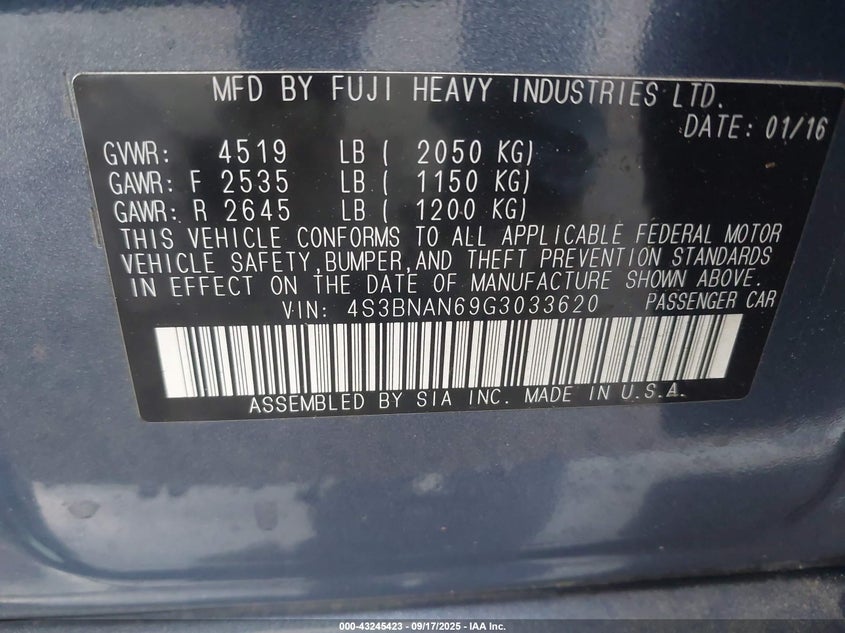 MFD BY FUJI HEAVY INDUSTRIES LTD.
DATE: 01/16
GVWR: 4519 LB ( 2050 KG)
GAWR: F 2535 LB ( 1150 KG)
GAWR: R 2645 LB ( 1200 KG)
THIS VEHICLE CONFORMS TO ALL APPLICABLE FEDERAL MOTOR
VEHICLE SAFETY,BUMPER,AND THEFT PREVENTION STANDARDS
IN EFFECT ON THE DATE OF MANUFACTURE SHOWN ABOVE.
VIN: 4S3BNAN69G3033620 PASSENGER CAR
ASSEMBLED BY SIA INC. MADE IN U.S.A.
000-43245423 - 09/17/2025 - IAA Inc.